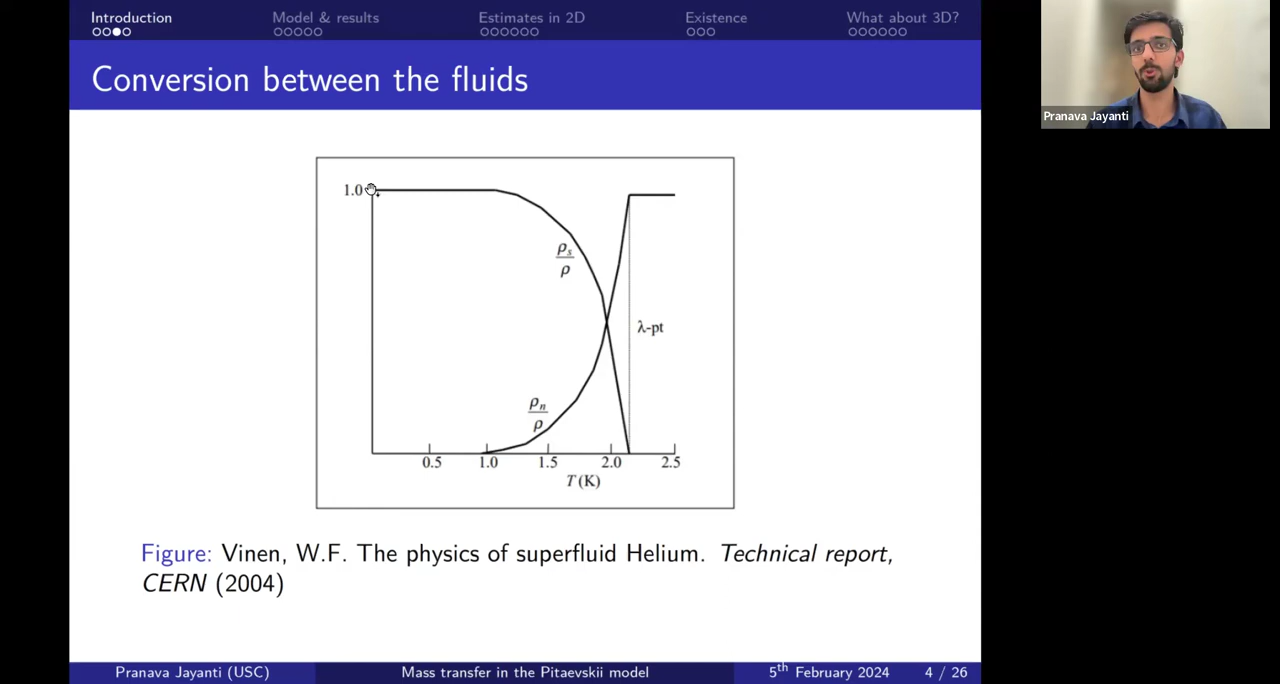 Introduction Model & results Estimates in 2D Existence What about 3D?
Conversion between the fluids
Pranava Jayanti
1.0
ρs
ρ
λ-pt
ρn
ρ
0.5 1.0 1.5 2.0 2.5
T (K)
Figure: Vinen, W.F. The physics of superfluid Helium. Technical report,
CERN (2004)
Pranava Jayanti (USC) Mass transfer in the Pitaevskii model 5th February 2024 4 / 26